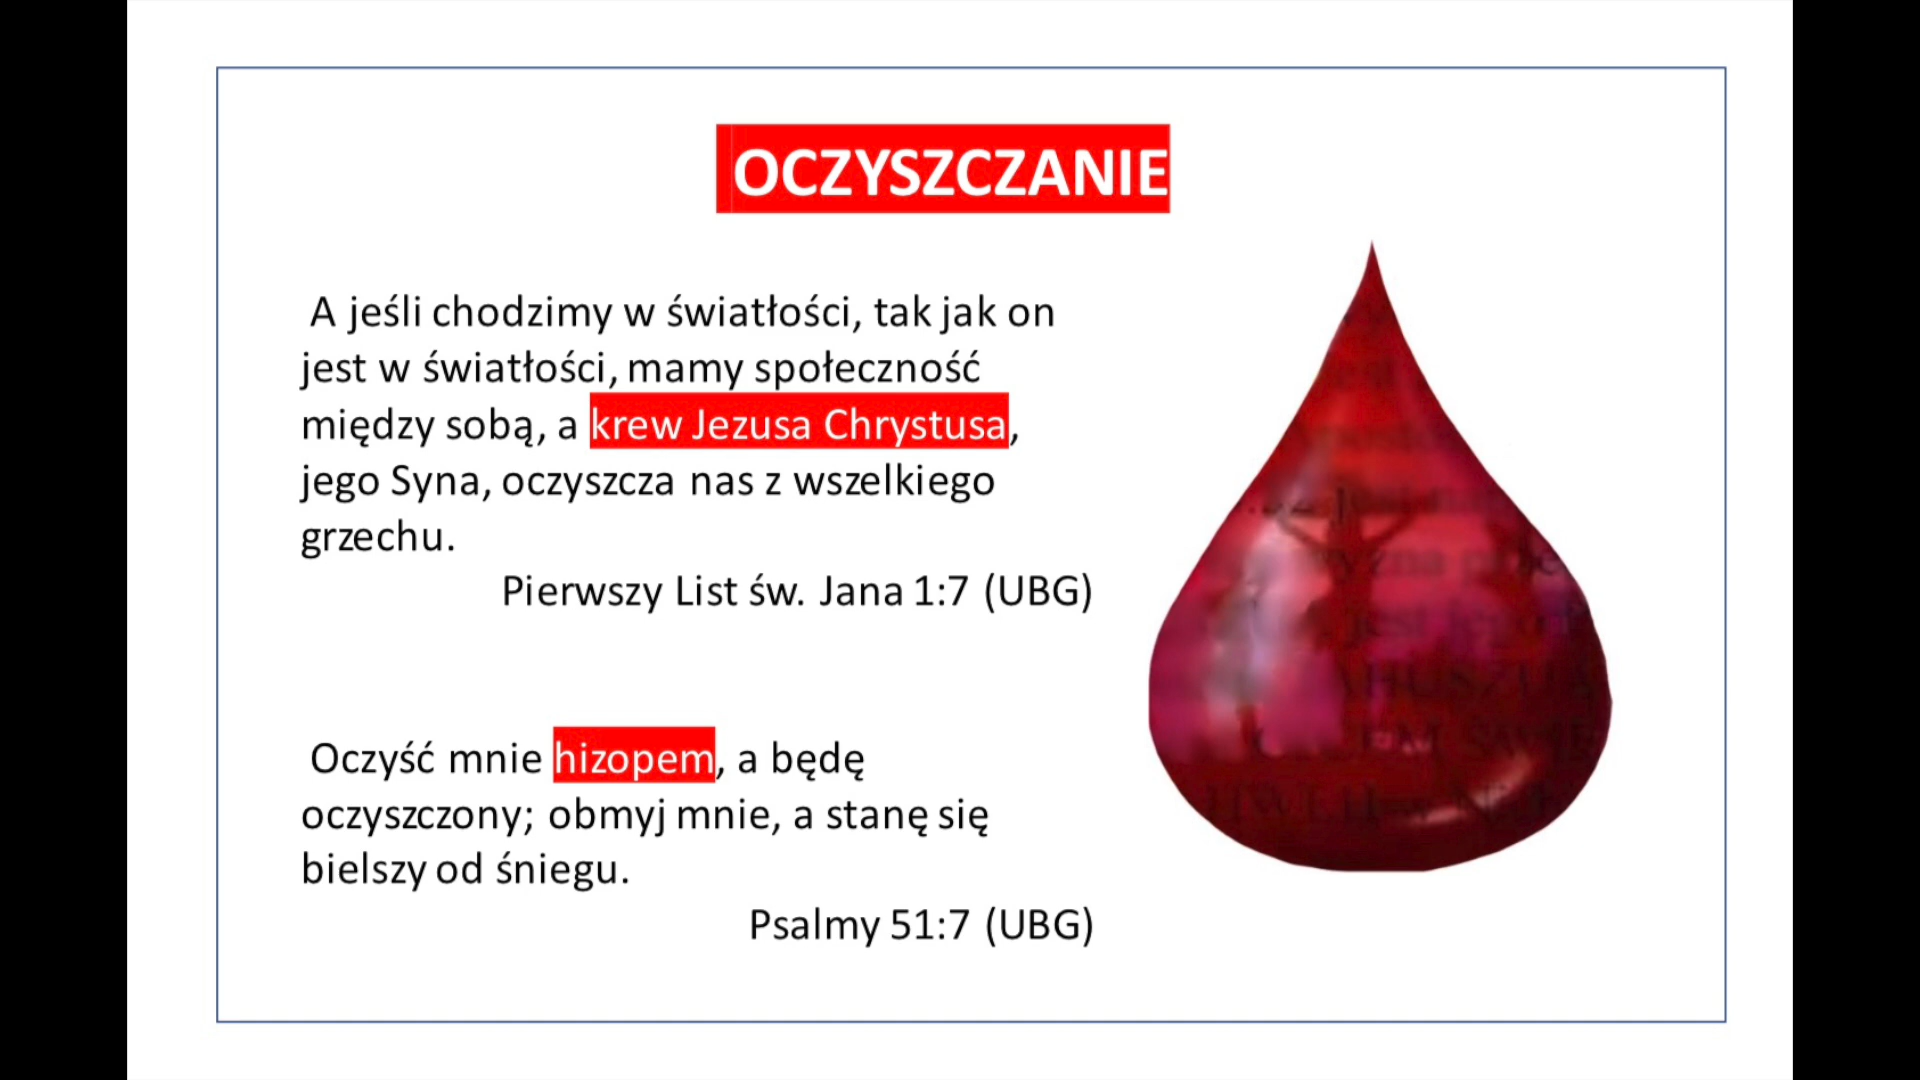 OCZYSZCZANIE
A jeśli chodzimy w światłości, tak jak on
jest w światłości, mamy społeczność
między sobą, a krew Jezusa Chrystusa,
jego Syna, oczyszcza nas z wszelkiego
grzechu.
Pierwszy List św. Jana 1:7 (UBG)
Oczyść mnie hizopem, a będę
oczyszczony; obmyj mnie, a stanę się
bielszy od śniegu.
Psalmy 51:7 (UBG)